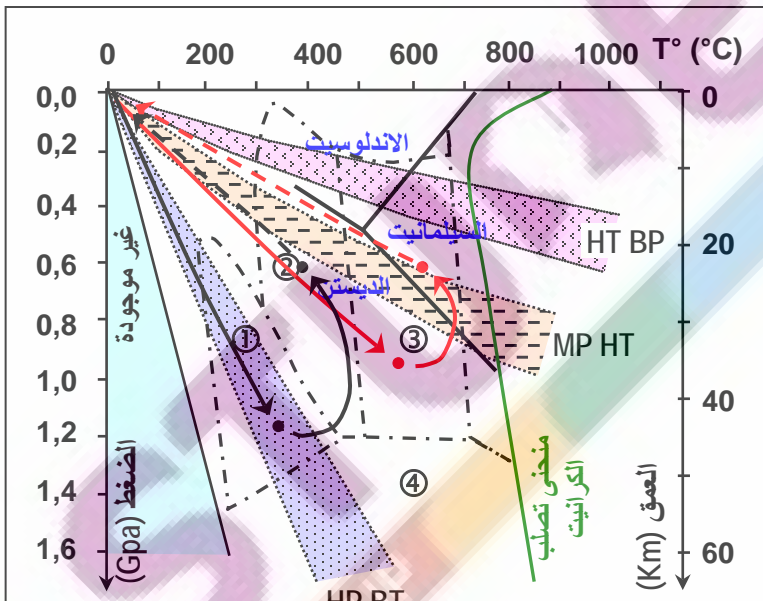 0 200 400 600 800 1000 T° (°C)
0,0 0
0,2
الاندلوسيت
0,4
السيليمانيت
HT BP
20
0,6 ②
الديستن
غير موجودة
0,8 ① ③
MP HT
1,0
40
1,2
الضغط (Gpa)
1,4 ④
منحنى تصلب
الكرانيت
العمق (Km)
1,6 60
HP BT